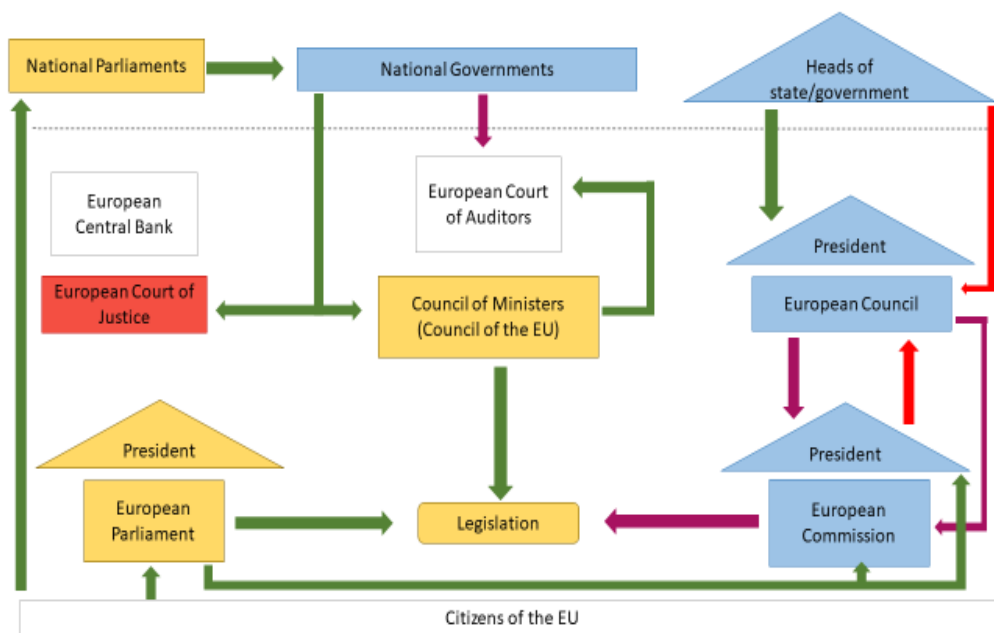 National Parliaments
National Governments
Heads of
state/government
European
Central Bank
European Court
of Auditors
President
European Court of
Justice
Council of Ministers
(Council of the EU)
European Council
President
President
European
Parliament
Legislation
European
Commission
Citizens of the EU